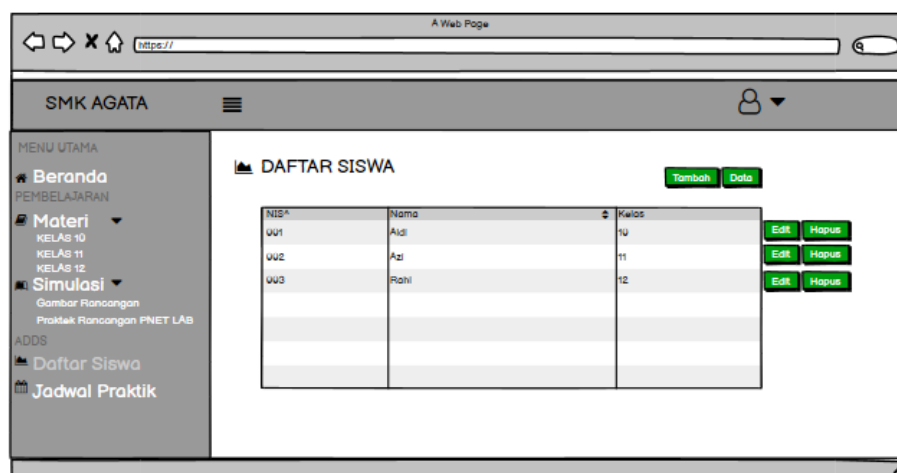 A Web Page
https://
SMK AGATA
MENU UTAMA
Beranda
PEMBELAJARAN
Materi
KELAS 10
KELAS 11
KELAS 12
Simulasi
Gambar Rancangan
Praktek Rancangan PNET LAB
ADDS
Daftar Siswa
Jadwal Praktik
DAFTAR SISWA
Tambah Data
NIS^ Nama Kelas
001 Aldi 10 Edit Hapus
002 Azi 11 Edit Hapus
003 Rahi 12 Edit Hapus